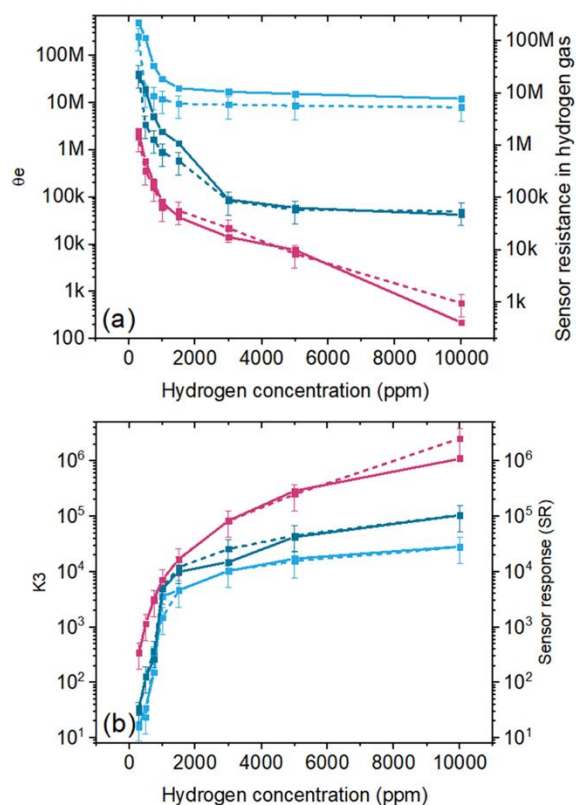 100M
10M
1M
100k
10k
1k
100
θe
100M
10M
1M
100k
10k
1k
Sensor resistance in hydrogen gas
(a)
0 2000 4000 6000 8000 10000
Hydrogen concentration (ppm)
10⁶
10⁵
10⁴
10³
10²
10¹
K3
10⁶
10⁵
10⁴
10³
10²
10¹
Sensor response (SR)
(b)
0 2000 4000 6000 8000 10000
Hydrogen concentration (ppm)